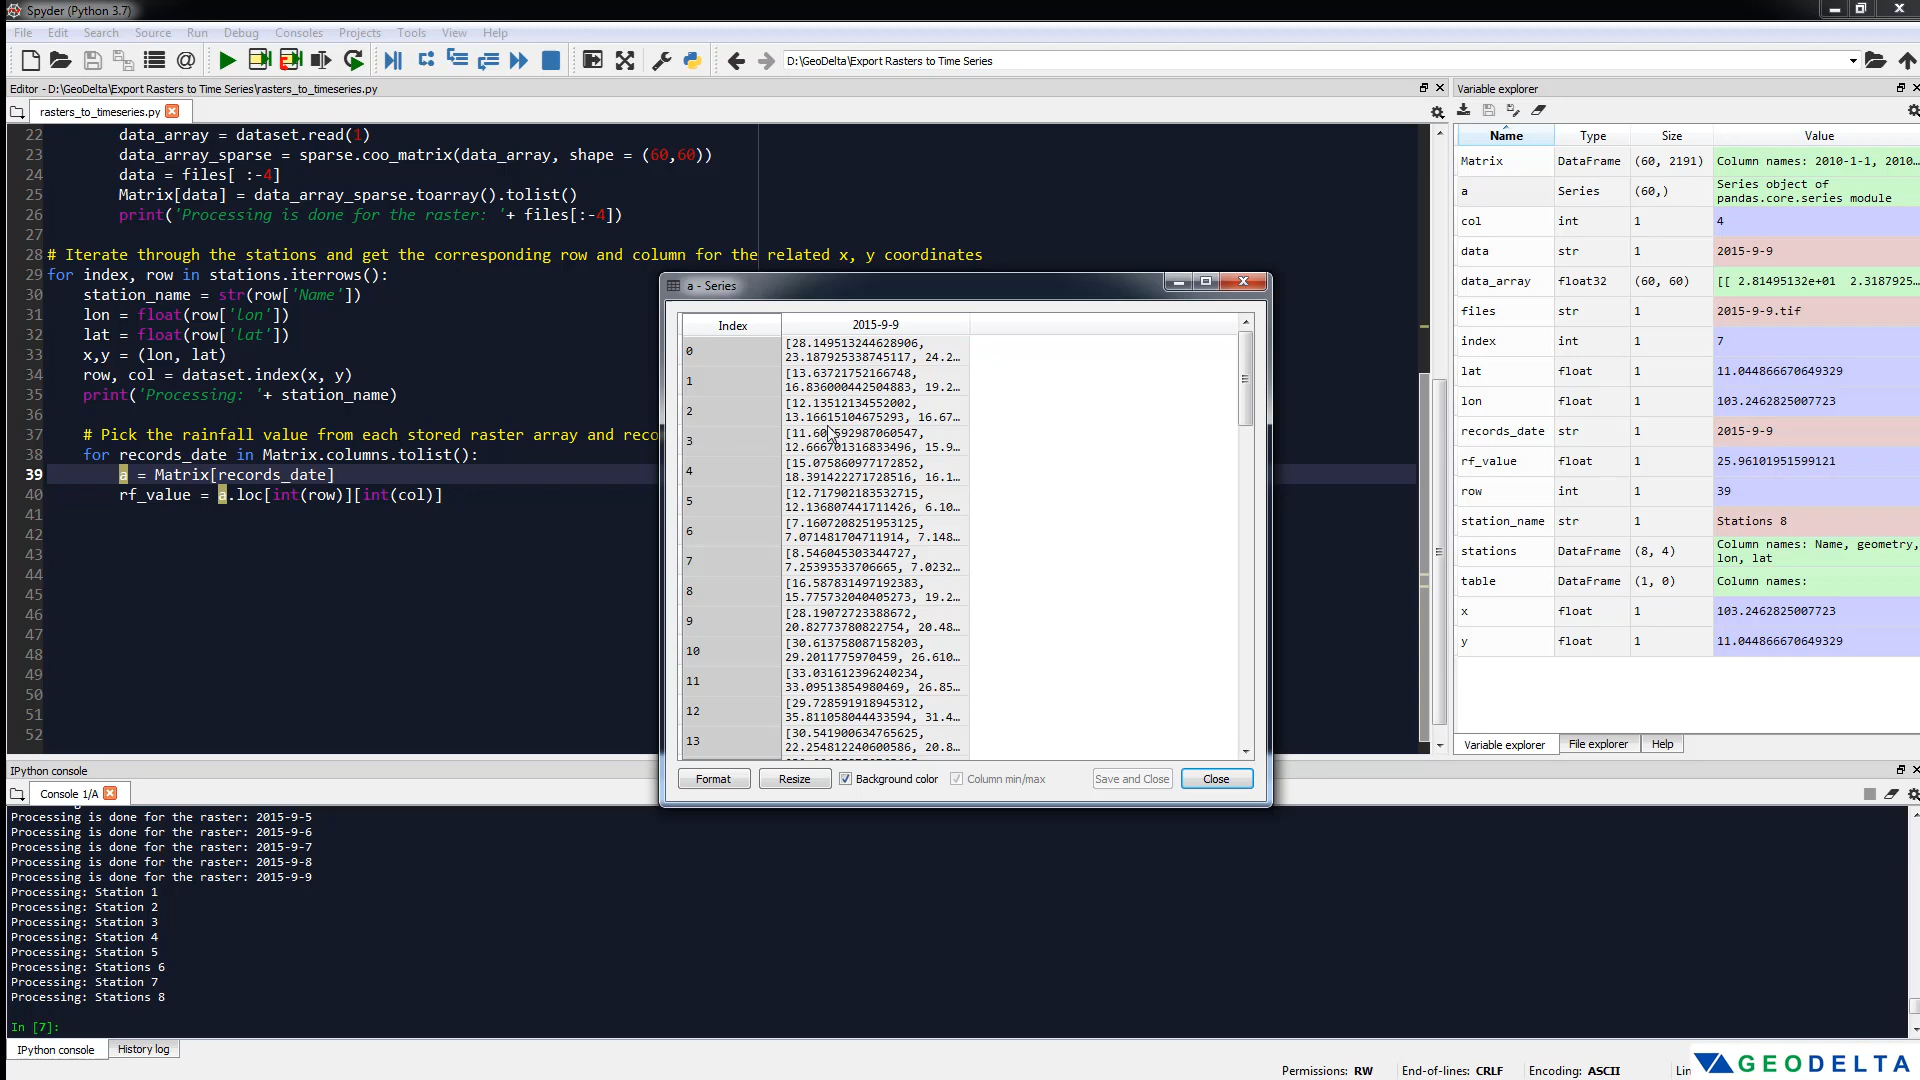 Spyder (Python 3.7)
File Edit Search Source Run Debug Consoles Projects Tools View Help
D:\GeoDelta\Export Rasters to Time Series
Editor - D:\GeoDelta\Export Rasters to Time Series\rasters_to_timeseries.py
rasters_to_timeseries.py
22 data_array = dataset.read(1)
23 data_array_sparse = sparse.coo_matrix(data_array, shape = (60,60))
24 data = files[ :-4]
25 Matrix[data] = data_array_sparse.toarray().tolist()
26 print('Processing is done for the raster: '+ files[:-4])
27
28 # Iterate through the stations and get the corresponding row and column for the related x, y coordinates
29 for index, row in stations.iterrows():
30 station_name = str(row['Name'])
31 lon = float(row['lon'])
32 lat = float(row['lat'])
33 x,y = (lon, lat)
34 row, col = dataset.index(x, y)
35 print('Processing: '+ station_name)
36
37 # Pick the rainfall value from each stored raster array and reco
38 for records_date in Matrix.columns.tolist():
39 a = Matrix[records_date]
40 rf_value = a.loc[int(row)][int(col)]
41
42
43
44
45
46
47
48
49
50
51
52
a - Series
Index 2015-9-9
0 [28.149513244628906,
23.187925338745117, 24.2…
1 [13.63721752166748,
16.836000442504883, 19.2…
2 [12.13512134552002,
13.16615104675293, 16.67…
3 592987060547,
12.666701316833496, 15.9…
4 [15.075860977172852,
18.391422271728516, 16.1…
5 [12.717902183532715,
12.136807441711426, 6.10…
6 [7.1607208251953125,
7.071481704711914, 7.148…
7 [8.546045303344727,
7.25393533706665, 7.0232…
8 [16.587831497192383,
15.775732040405273, 19.2…
9 [28.19072723388672,
20.82773780822754, 20.48…
10 [30.613758087158203,
29.2011775970459, 26.610…
11 [33.031612396240234,
33.09513854980469, 26.85…
12 [29.728591918945312,
35.811058044433594, 31.4…
13 [30.541900634765625,
22.254812240600586, 20.8…
Format Resize Background color Column min/max Save and Close Close
Variable explorer
Name Type Size Value
Matrix DataFrame (60, 2191) Column names: 2010-1-1, 2010…
a Series (60,) Series object of
pandas.core.series module
col int 1 4
data str 1 2015-9-9
data_array float32 (60, 60) [[ 2.81495132e+01 2.3187925…
files str 1 2015-9-9.tif
index int 1 7
lat float 1 11.044866670649329
lon float 1 103.2462825007723
records_date str 1 2015-9-9
rf_value float 1 25.96101951599121
row int 1 39
station_name str 1 Stations 8
stations DataFrame (8, 4) Column names: Name, geometry,
lon, lat
table DataFrame (1, 0) Column names:
x float 1 103.2462825007723
y float 1 11.044866670649329
Variable explorer File explorer Help
IPython console
Console 1/A
Processing is done for the raster: 2015-9-5
Processing is done for the raster: 2015-9-6
Processing is done for the raster: 2015-9-7
Processing is done for the raster: 2015-9-8
Processing is done for the raster: 2015-9-9
Processing: Station 1
Processing: Station 2
Processing: Station 3
Processing: Station 4
Processing: Station 5
Processing: Stations 6
Processing: Station 7
Processing: Stations 8
In [7]:
IPython console History log
Permissions: RW End-of-lines: CRLF Encoding: ASCII
GEODELTA